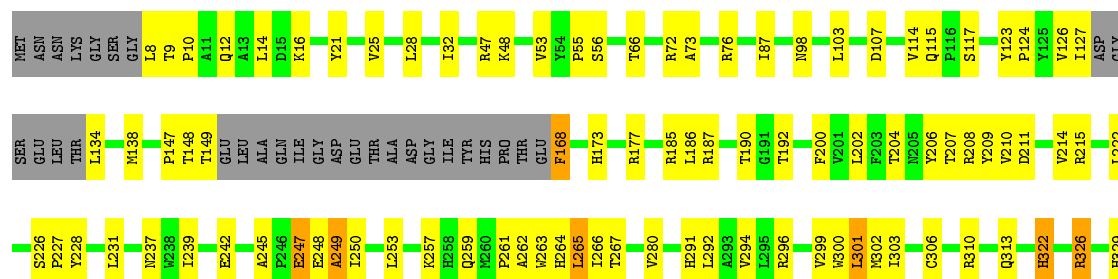 MET ASN ASN LYS GLY SER GLY L8 T9 P10 A11 Q12 A13 L14 D15 K16 Y21 V25 L28 I32 R47 K48 V53 Y54 P55 S56 T66 R72 A73 R76 I87 N98 L103 D107 V114 Q115 P116 S117 Y123 P124 Y125 V126 I127 ASP GLY
SER GLU LEU THR L134 M138 P147 T148 T149 GLU LEU ALA GLN ILE GLY ASP GLU THR ALA ASP GLY ILE TYR HIS PRO THR GLU F168 H173 R177 R185 L186 R187 T190 G191 T192 F200 V201 L202 F203 T204 N205 Y206 T207 R208 Y209 V210 D211 V214 R215 L222
S226 P227 Y228 L231 N237 W238 I239 E242 A245 P246 E247 E248 A249 I250 L253 K257 H258 Q259 M260 P261 A262 W263 H264 L265 I266 T267 V280 H291 L292 A293 V294 L295 R296 V299 W300 L301 M302 I303 C306 R310 Q313 R326